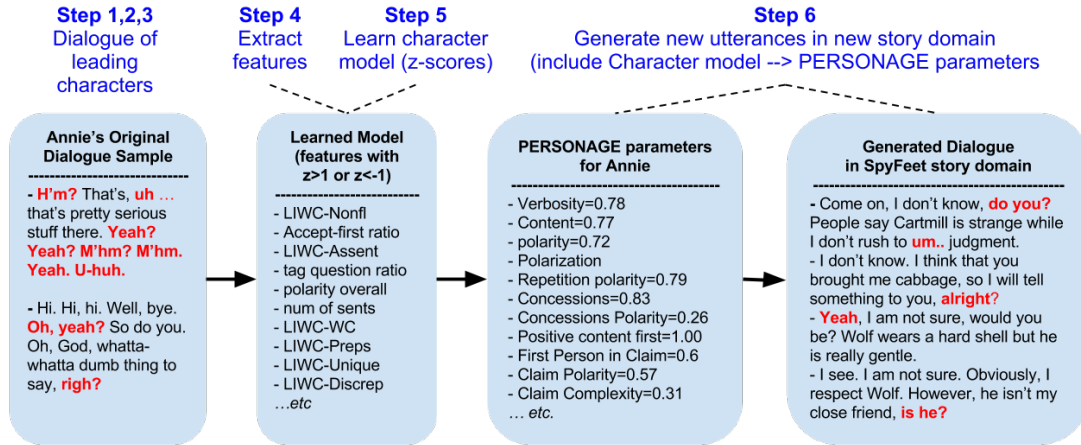 Step 1,2,3
Dialogue of
leading
characters
Step 4
Extract
features
Step 5
Learn character
model (z-scores)
Step 6
Generate new utterances in new story domain
(include Character model --> PERSONAGE parameters
Annie's Original
Dialogue Sample
--------------------------------
- H'm? That's, uh …
that's pretty serious
stuff there. Yeah?
Yeah? M'hm? M'hm.
Yeah. U-huh.
- Hi. Hi, hi. Well, bye.
Oh, yeah? So do you.
Oh, God, whatta-
whatta dumb thing to
say, righ?
Learned Model
(features with
z>1 or z<-1)
--------------------------------
- LIWC-Nonfl
- Accept-first ratio
- LIWC-Assent
- tag question ratio
- polarity overall
- num of sents
- LIWC-WC
- LIWC-Preps
- LIWC-Unique
- LIWC-Discrep
…etc
PERSONAGE parameters
for Annie
----------------------------------------
- Verbosity=0.78
- Content=0.77
- polarity=0.72
- Polarization
- Repetition polarity=0.79
- Concessions=0.83
- Concessions Polarity=0.26
- Positive content first=1.00
- First Person in Claim=0.6
- Claim Polarity=0.57
- Claim Complexity=0.31
… etc.
Generated Dialogue
in SpyFeet story domain
------------------------------------------
- Come on, I don't know, do you?
People say Cartmill is strange while
I don't rush to um.. judgment.
- I don't know. I think that you
brought me cabbage, so I will tell
something to you, alright?
- Yeah, I am not sure, would you
be? Wolf wears a hard shell but he
is really gentle.
- I see. I am not sure. Obviously, I
respect Wolf. However, he isn't my
close friend, is he?